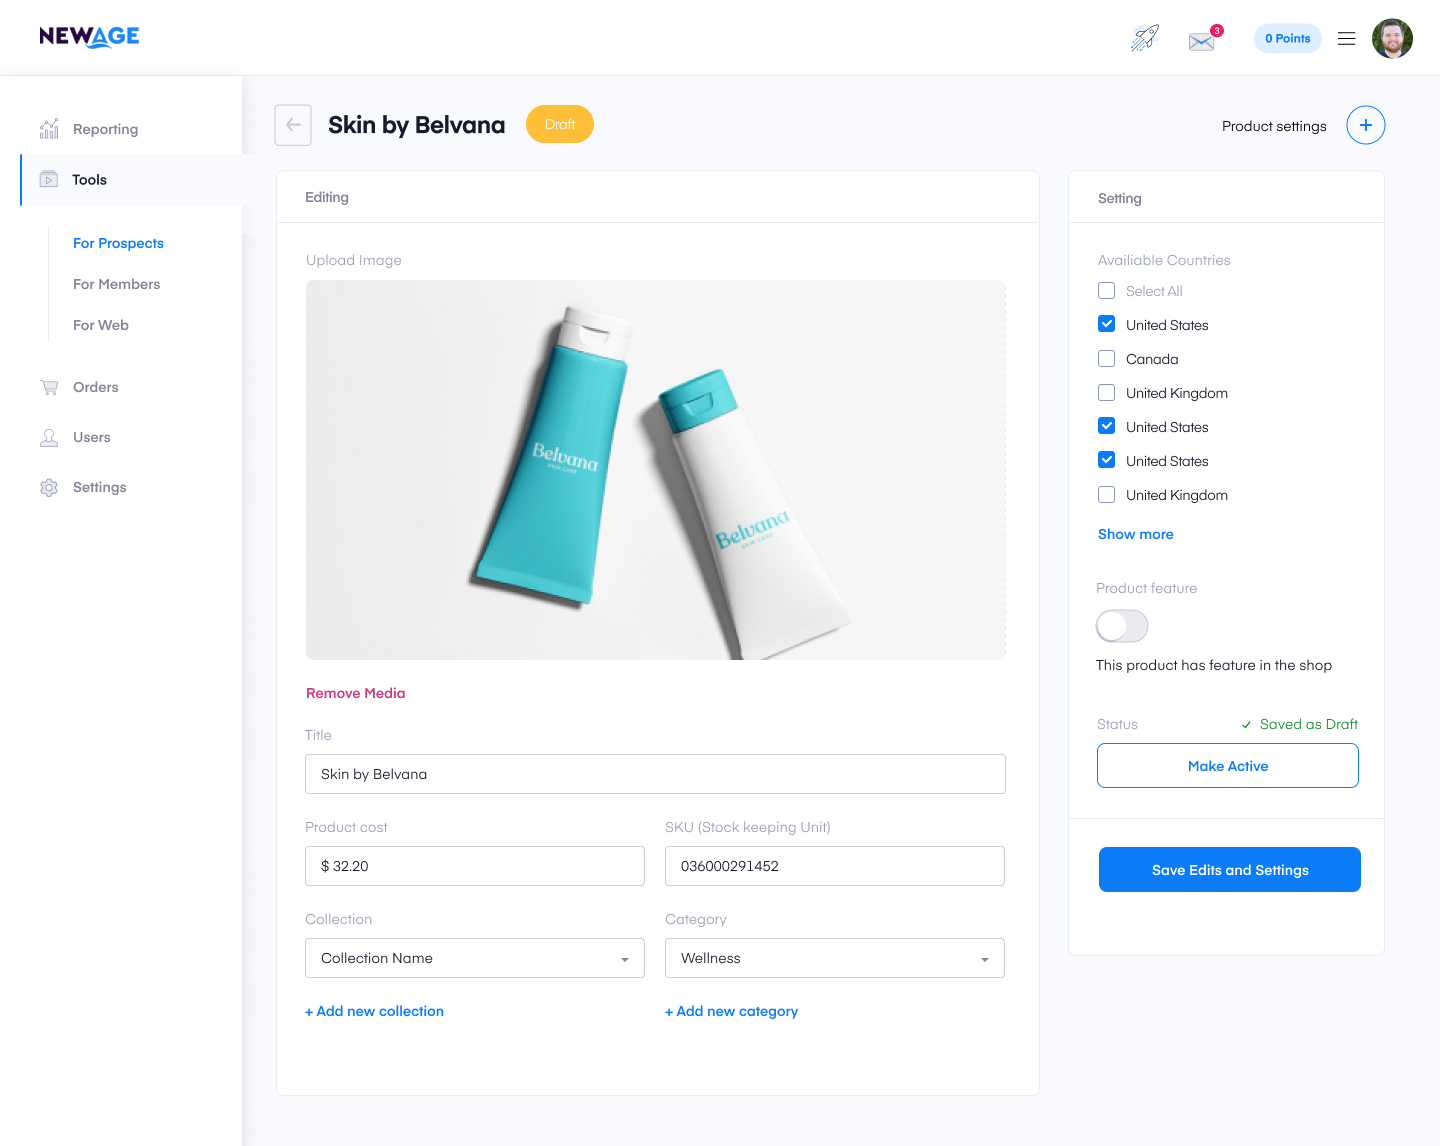 NEWAGE
3
0 Points
Reporting
Tools
For Prospects
For Members
For Web
Orders
Users
Settings
Skin by Belvana
Draft
Product settings
Editing
Upload Image
Belvana
SKIN CARE
Belvana
SKIN CARE
Remove Media
Title
Skin by Belvana
Product cost
$ 32.20
SKU (Stock keeping Unit)
036000291452
Collection
Collection Name
Category
Wellness
+ Add new collection
+ Add new category
Setting
Availiable Countries
Select All
United States
Canada
United Kingdom
United States
United States
United Kingdom
Show more
Product feature
This product has feature in the shop
Status
Saved as Draft
Make Active
Save Edits and Settings